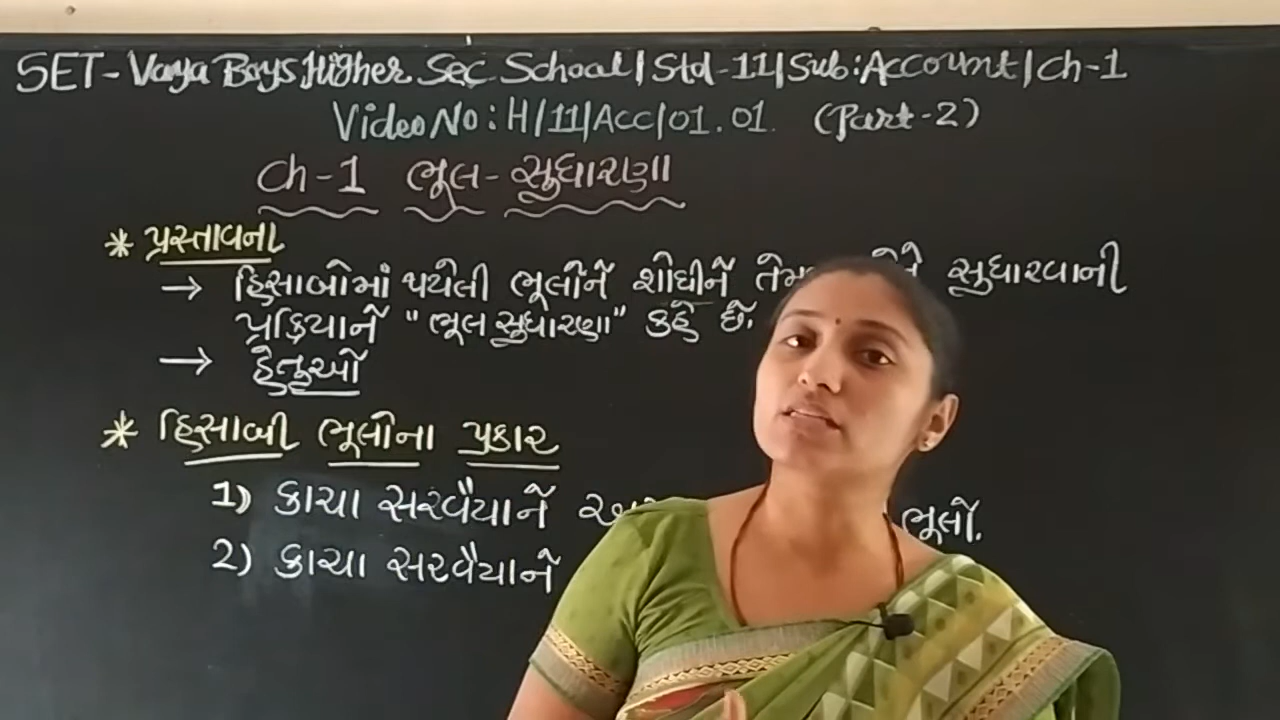 SET- Vaya Boys Higher Sec School / Std-11 / Sub: Account / Ch-1
Video No: H/11/Acc/01.01 (Part-2)
Ch-1 ભૂલ-સુધારણા
* પ્રસ્તાવના
→ હિસાબોમાં થયેલી ભૂલોને શોધીને સુધારવાની
પ્રક્રિયાને "ભૂલ સુધારણા" કહે છે.
→ હેતુઓ
* હિસાબી ભૂલોના પ્રકાર
1) કાચા સરવૈયાને ભૂલો.
2) કાચા સરવૈયાને